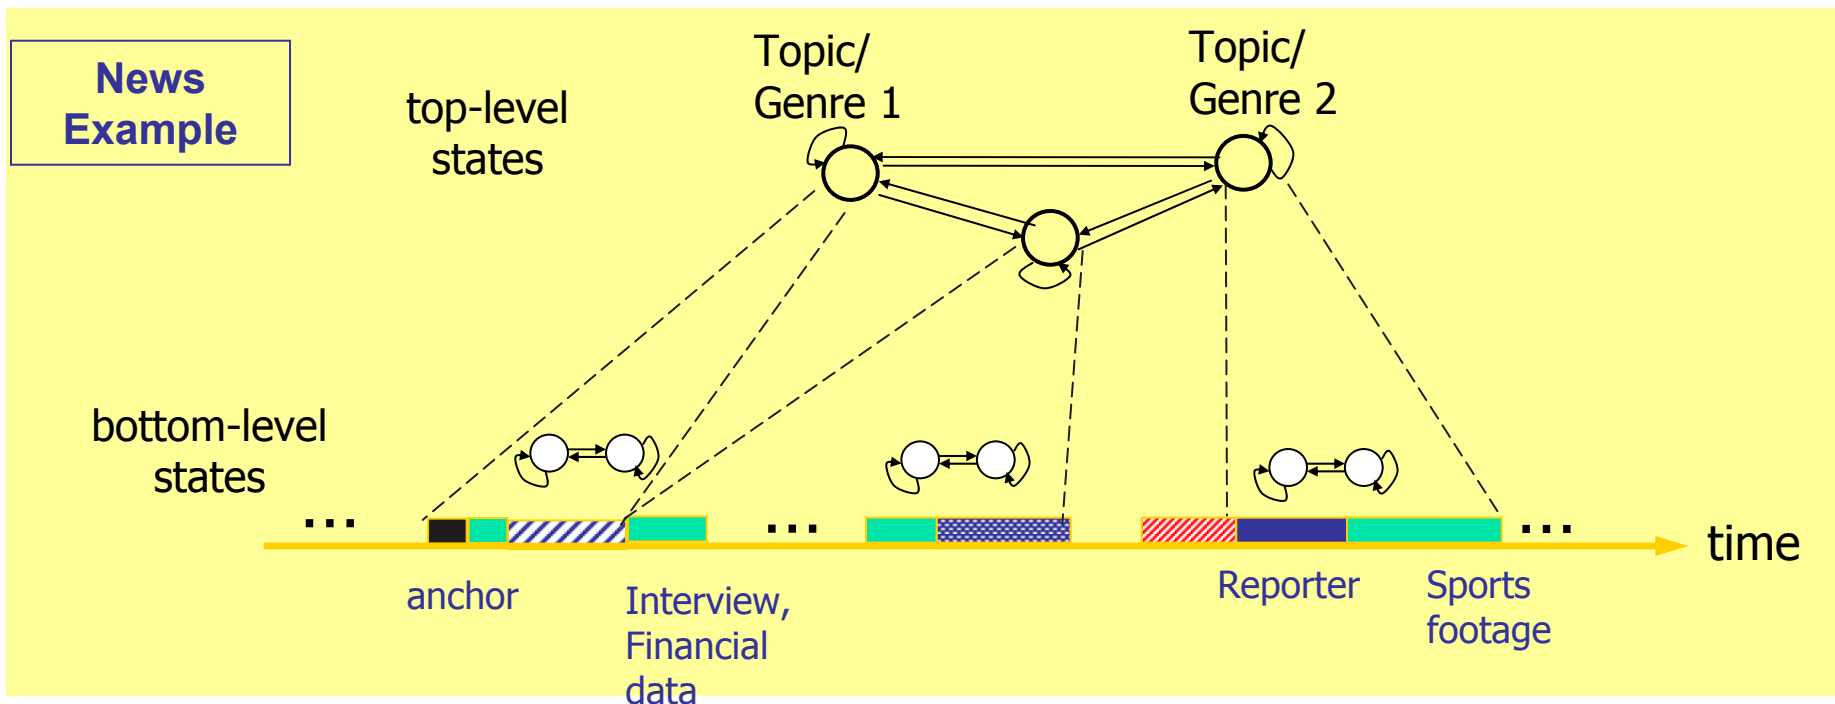 News
Example
top-level
states
Topic/
Genre 1
Topic/
Genre 2
bottom-level
states
...
...
...
time
anchor
Interview,
Financial
data
Reporter
Sports
footage